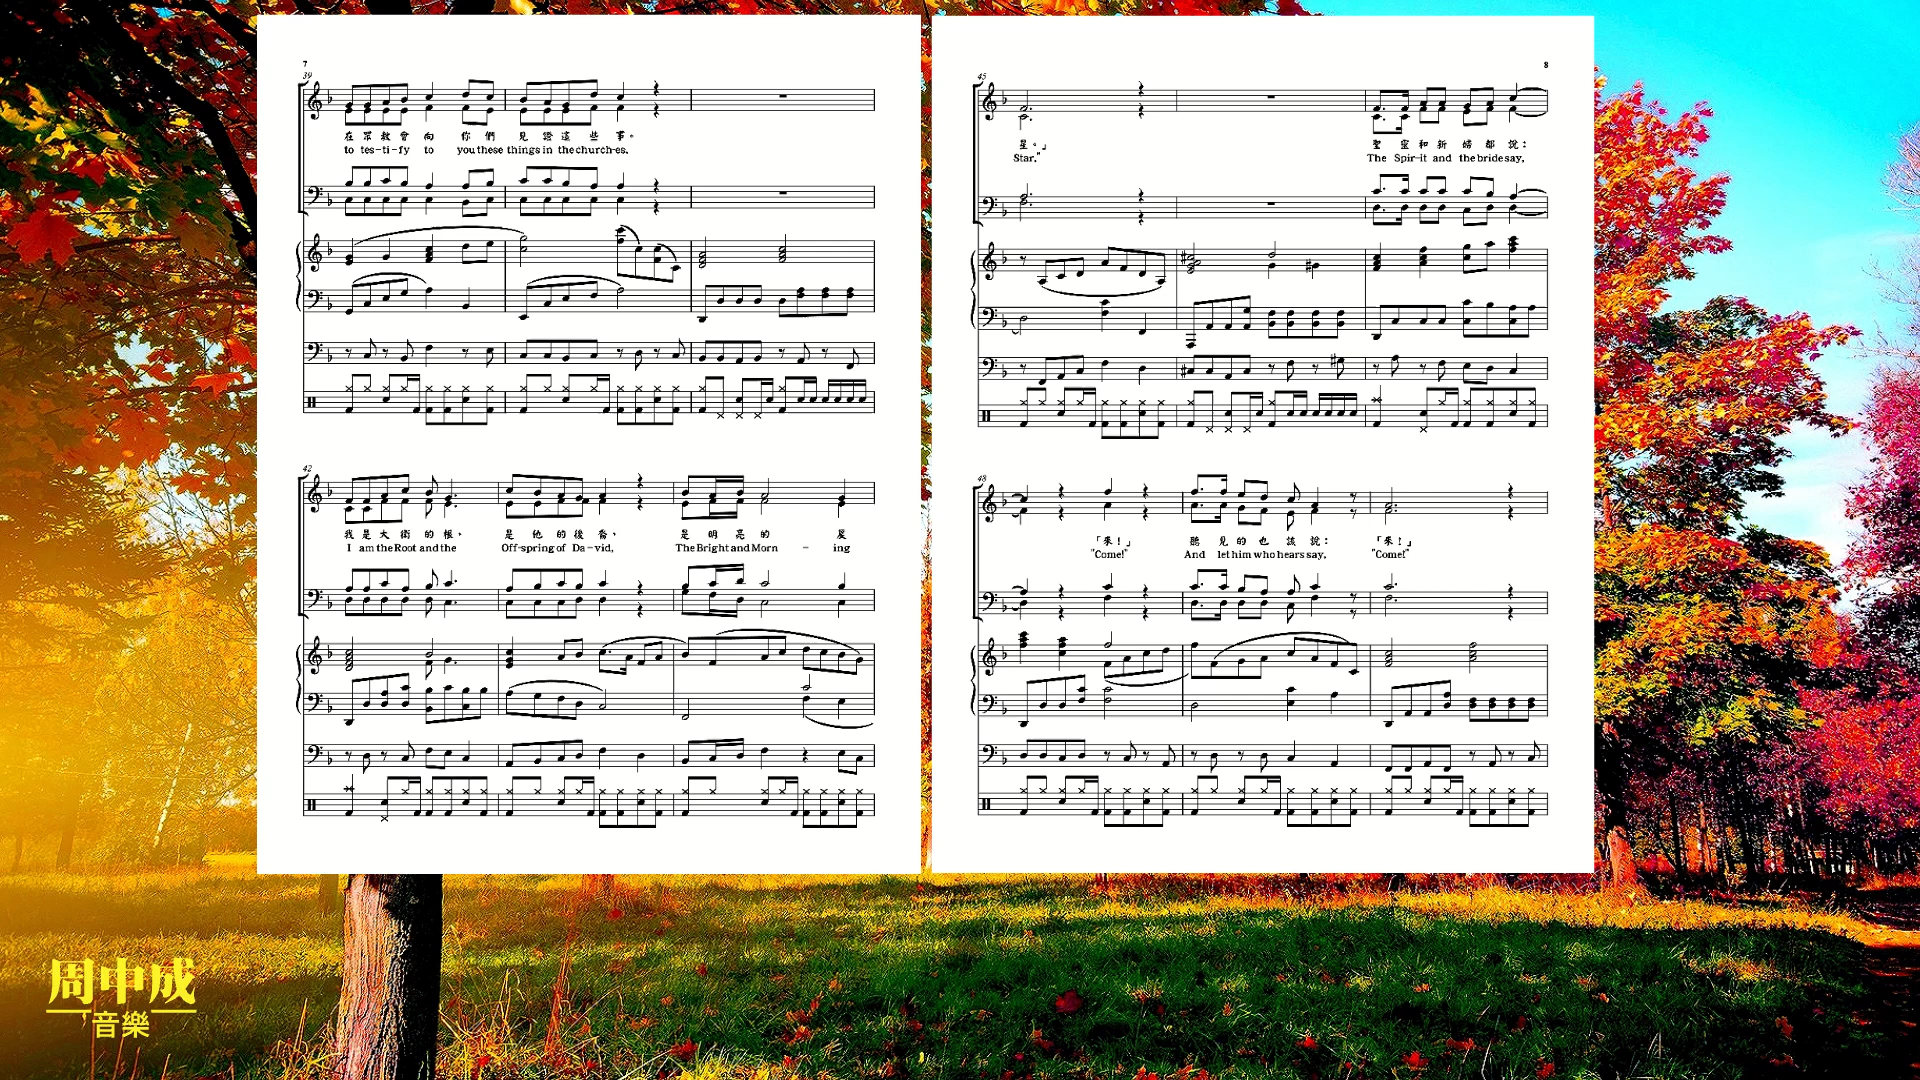 7
39
在眾教會向你們見證這些事。
to tes-ti-fy to you these things in the church-es.
42
我是大衛的根，是他的後裔，是明亮的晨
I am the Root and the Off-spring of Da-vid, The Bright and Morn - ing
8
45
星。」聖靈和新婦都說：
Star." The Spir-it and the bride say,
48
「來！」聽見的也該說：「來！」
"Come!" And let him who hears say, "Come!"
周申成
音樂